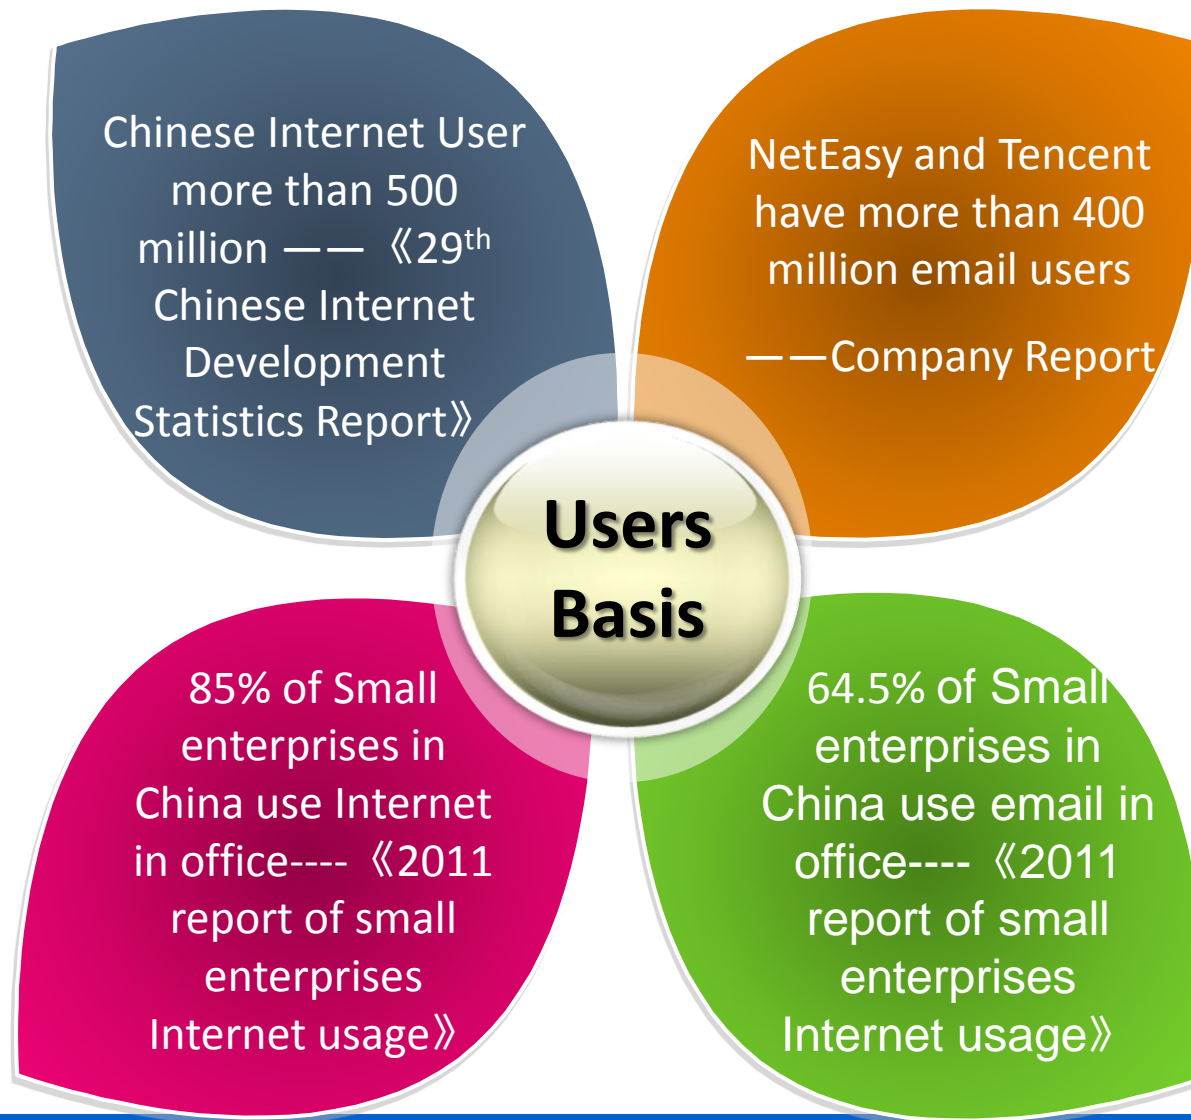 Chinese Internet User
more than 500
million —— 《29th
Chinese Internet
Development
Statistics Report》
NetEasy and Tencent
have more than 400
million email users
——Company Report
Users
Basis
85% of Small
enterprises in
China use Internet
in office---- 《2011
report of small
enterprises
Internet usage》
64.5% of Small
enterprises in
China use email in
office---- 《2011
report of small
enterprises
Internet usage》